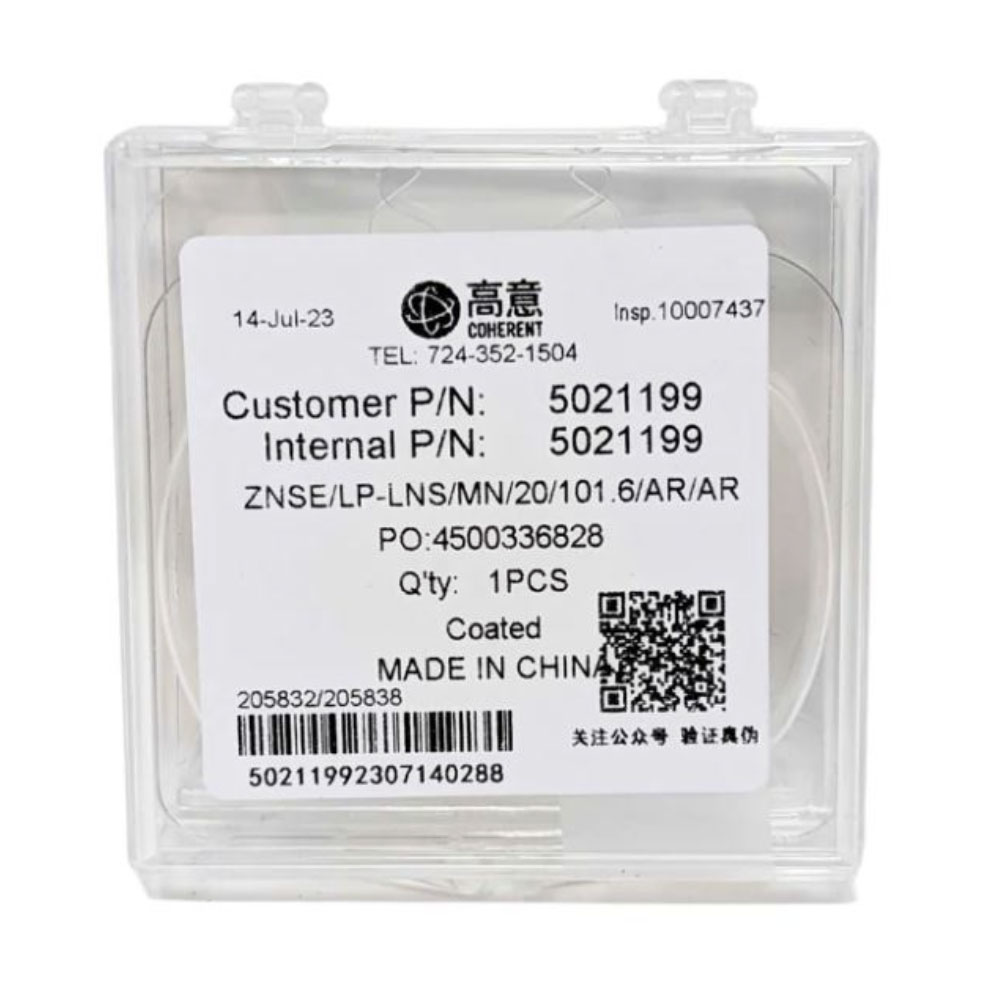 14-Jul-23
高意
COHERENT
Insp.10007437
TEL: 724-352-1504
Customer P/N: 5021199
Internal P/N: 5021199
ZNSE/LP-LNS/MN/20/101.6/AR/AR
PO:4500336828
Q'ty: 1PCS
Coated
MADE IN CHINA
205832/205838
关注公众号 验证真伪
50211992307140288